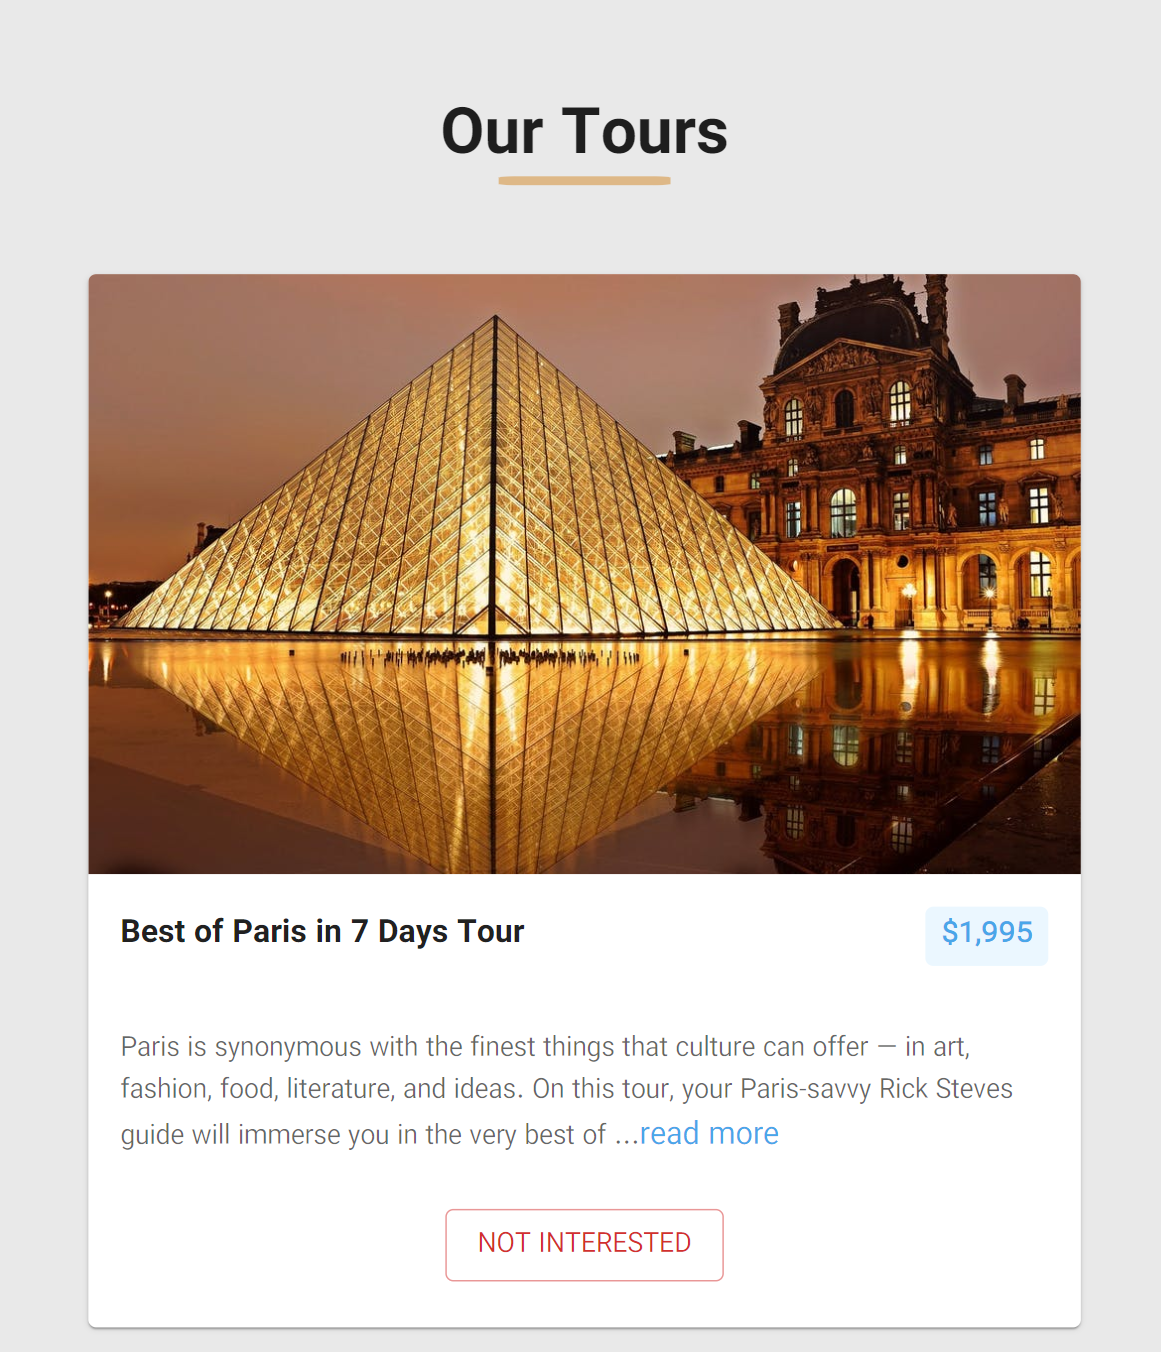 Our Tours
Best of Paris in 7 Days Tour
$1,995
Paris is synonymous with the finest things that culture can offer — in art,
fashion, food, literature, and ideas. On this tour, your Paris-savvy Rick Steves
guide will immerse you in the very best of ...read more
NOT INTERESTED